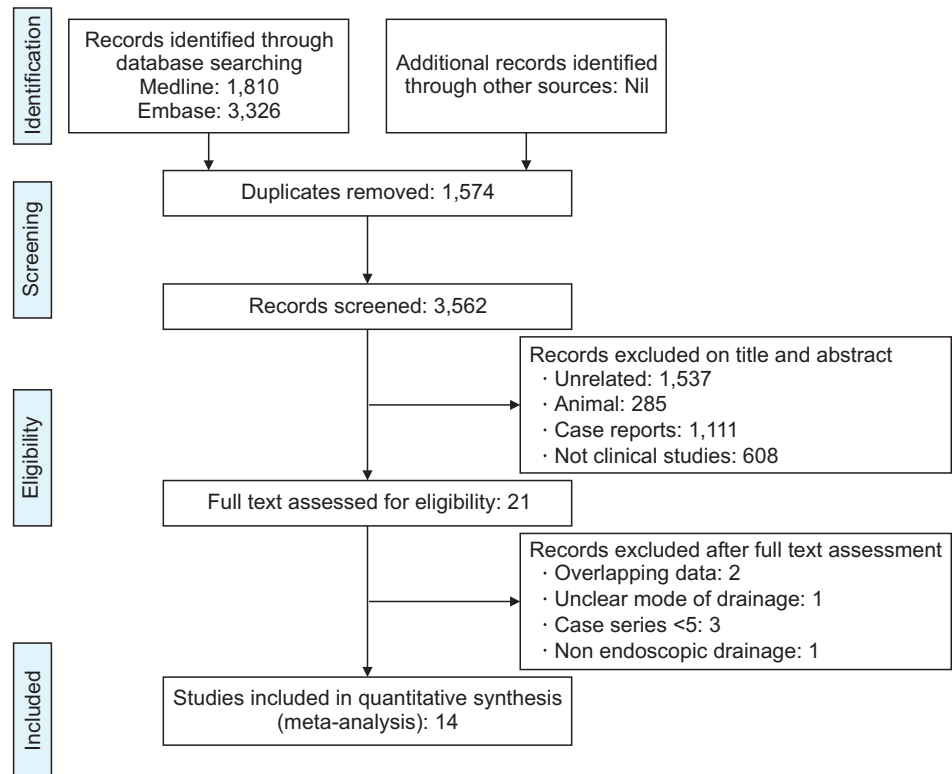 Identification
Records identified through
database searching
Medline: 1,810
Embase: 3,326
Additional records identified
through other sources: Nil
Screening
Duplicates removed: 1,574
Records screened: 3,562
Records excluded on title and abstract
· Unrelated: 1,537
· Animal: 285
· Case reports: 1,111
· Not clinical studies: 608
Eligibility
Full text assessed for eligibility: 21
Records excluded after full text assessment
· Overlapping data: 2
· Unclear mode of drainage: 1
· Case series <5: 3
· Non endoscopic drainage: 1
Included
Studies included in quantitative synthesis
(meta-analysis): 14